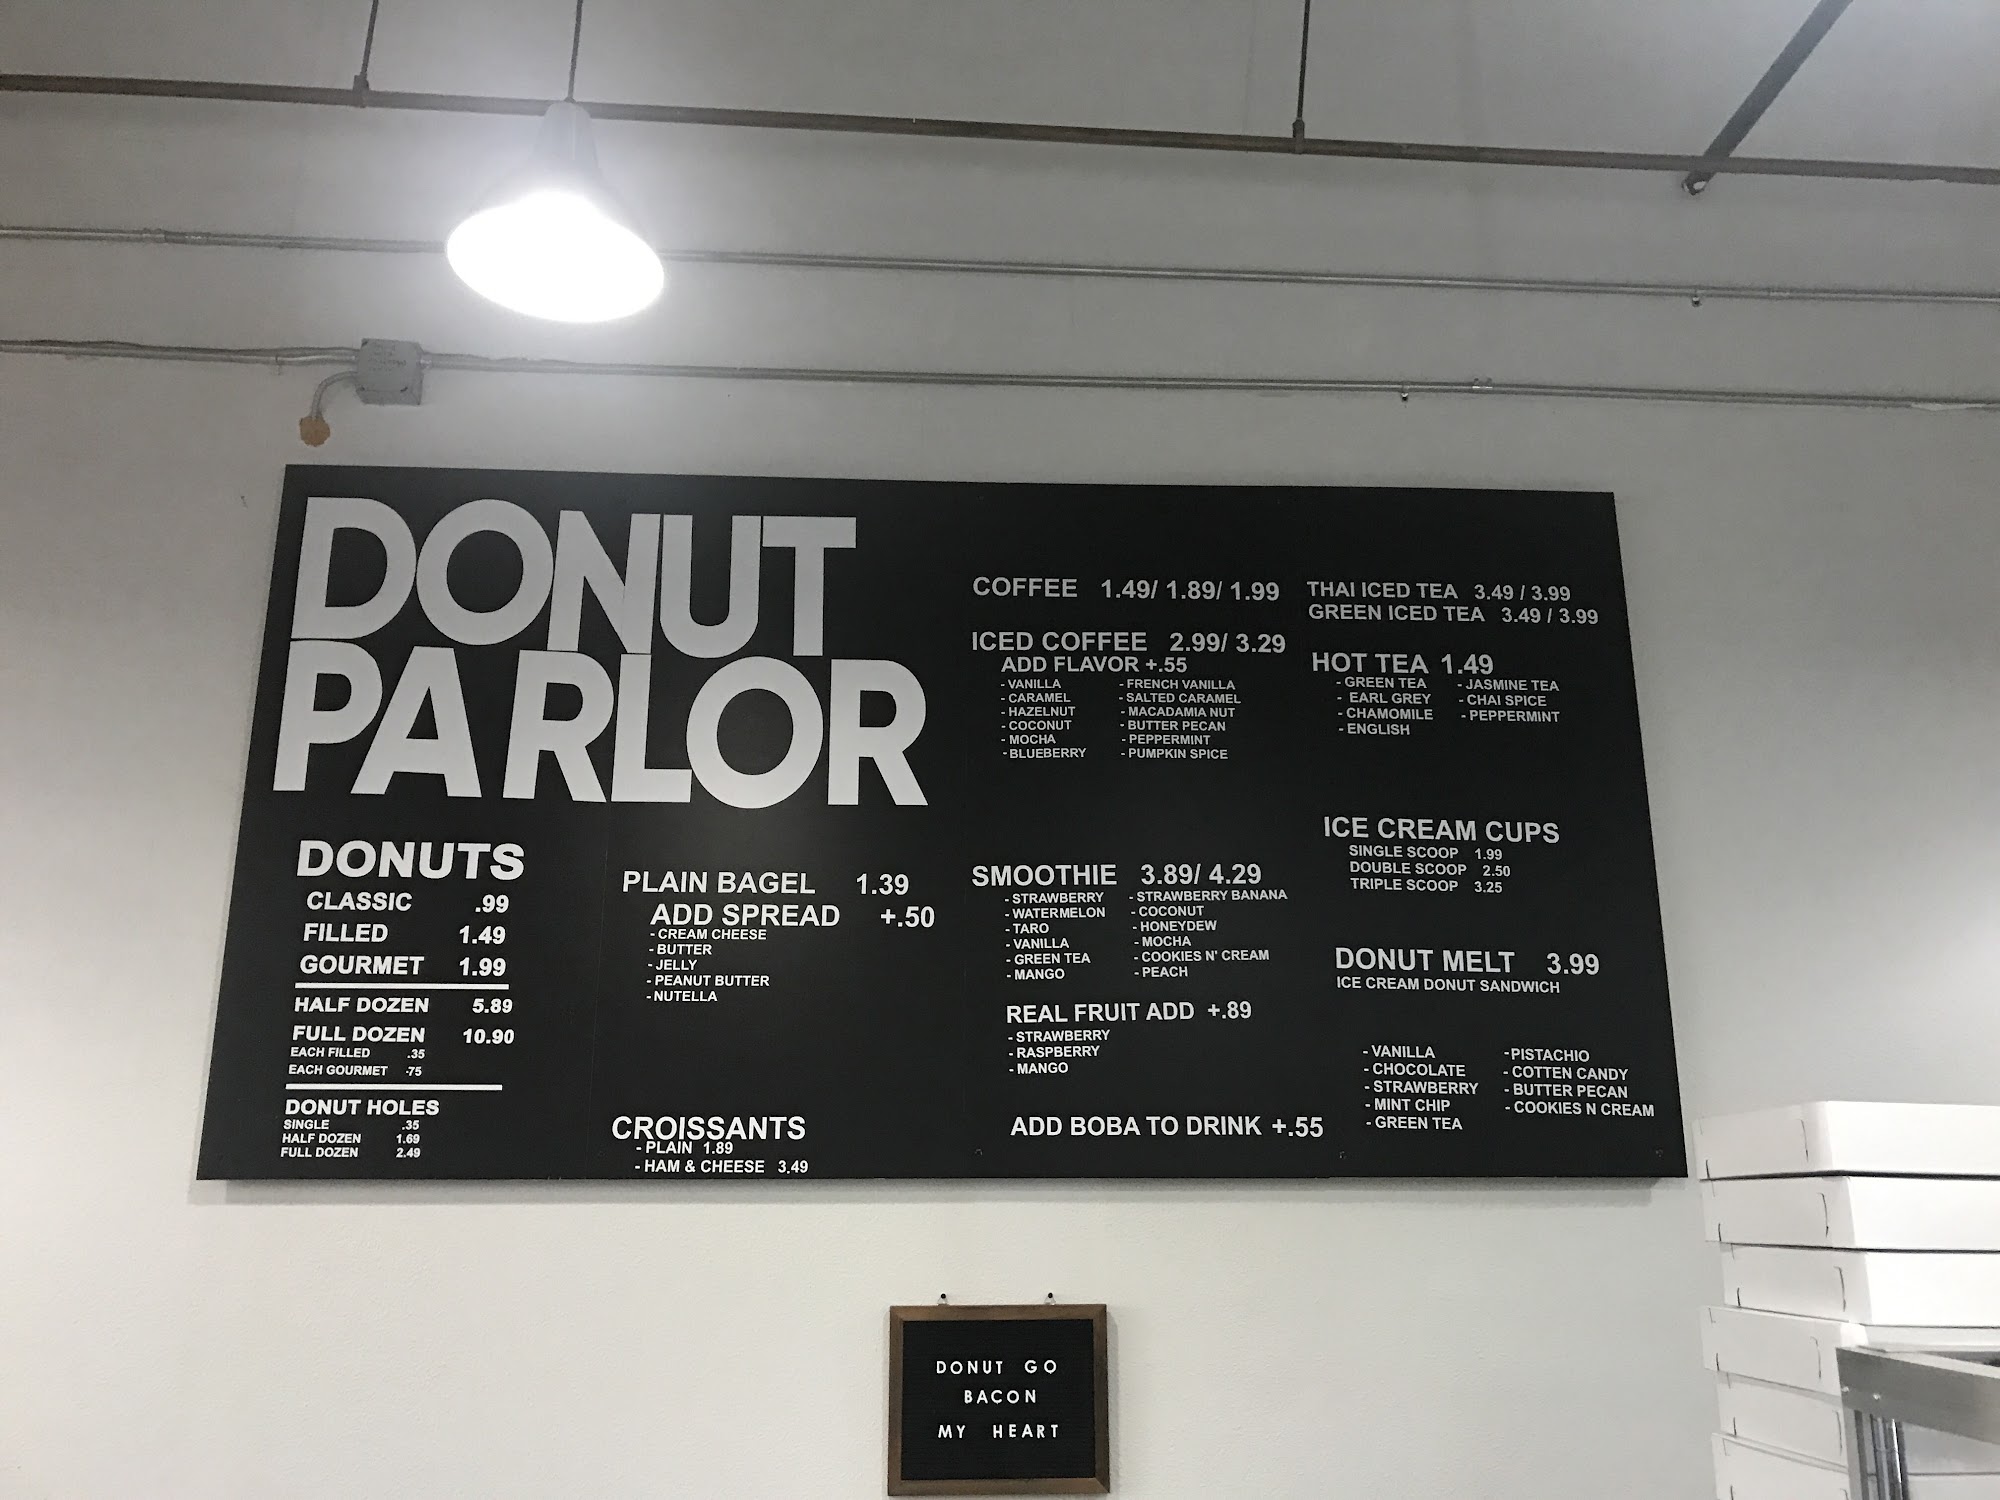 DONUT
PARLOR
DONUTS
CLASSIC .99
FILLED 1.49
GOURMET 1.99
HALF DOZEN 5.89
FULL DOZEN 10.90
EACH FILLED .35
EACH GOURMET .75
DONUT HOLES
SINGLE .35
HALF DOZEN 1.69
FULL DOZEN 2.49
PLAIN BAGEL 1.39
ADD SPREAD +.50
- CREAM CHEESE
- BUTTER
- JELLY
- PEANUT BUTTER
- NUTELLA
CROISSANTS
- PLAIN 1.89
- HAM & CHEESE 3.49
COFFEE 1.49/ 1.89/ 1.99
ICED COFFEE 2.99/ 3.29
ADD FLAVOR +.55
- VANILLA - FRENCH VANILLA
- CARAMEL - SALTED CARAMEL
- HAZELNUT - MACADAMIA NUT
- COCONUT - BUTTER PECAN
- MOCHA - PEPPERMINT
- BLUEBERRY - PUMPKIN SPICE
SMOOTHIE 3.89/ 4.29
- STRAWBERRY - STRAWBERRY BANANA
- WATERMELON - COCONUT
- TARO - HONEYDEW
- VANILLA - MOCHA
- GREEN TEA - COOKIES N' CREAM
- MANGO - PEACH
REAL FRUIT ADD +.89
- STRAWBERRY
- RASPBERRY
- MANGO
ADD BOBA TO DRINK +.55
THAI ICED TEA 3.49 / 3.99
GREEN ICED TEA 3.49 / 3.99
HOT TEA 1.49
- GREEN TEA - JASMINE TEA
- EARL GREY - CHAI SPICE
- CHAMOMILE - PEPPERMINT
- ENGLISH
ICE CREAM CUPS
SINGLE SCOOP 1.99
DOUBLE SCOOP 2.50
TRIPLE SCOOP 3.25
DONUT MELT 3.99
ICE CREAM DONUT SANDWICH
- VANILLA - PISTACHIO
- CHOCOLATE - COTTEN CANDY
- STRAWBERRY - BUTTER PECAN
- MINT CHIP - COOKIES N CREAM
- GREEN TEA
DONUT GO
BACON
MY HEART